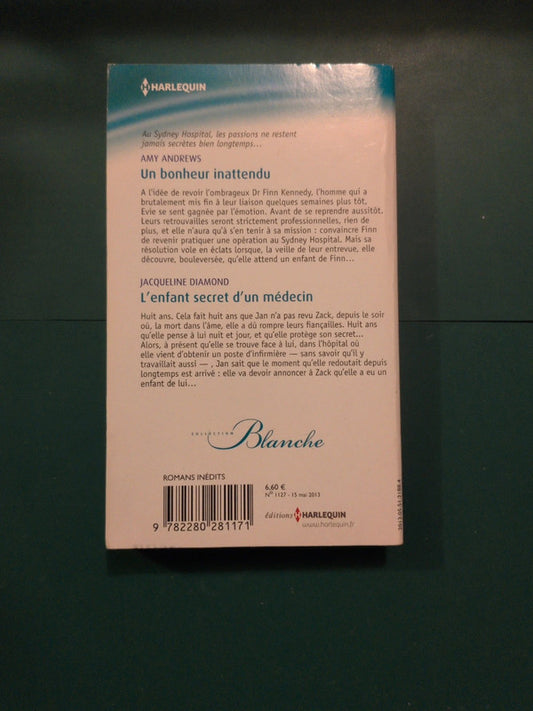 HARLEQUIN
Au Sydney Hospital, les passions ne restent
jamais secrètes bien longtemps...
AMY ANDREWS
Un bonheur inattendu
A l'idée de revoir l'ombrageux Dr Finn Kennedy, l'homme qui a
brutalement mis fin à leur liaison quelques semaines plus tôt,
Evie se sent gagnée par l'émotion. Avant de se reprendre aussitôt.
Leurs retrouvailles seront strictement professionnelles, rien de
plus, et elle n'aura qu'à s'en tenir à sa mission : convaincre Finn
de revenir pratiquer une opération au Sydney Hospital. Mais sa
résolution vole en éclats lorsque, la veille de leur entrevue, elle
découvre, bouleversée, qu'elle attend un enfant de Finn...
JACQUELINE DIAMOND
L'enfant secret d'un médecin
Huit ans. Cela fait huit ans que Jan n'a pas revu Zack, depuis le soir
où, la mort dans l'âme, elle a dû rompre leurs fiançailles. Huit ans
qu'elle pense à lui nuit et jour, et qu'elle protège son secret...
Alors, à présent qu'elle se trouve face à lui, dans l'hôpital où
elle vient d'obtenir un poste d'infirmière — sans savoir qu'il y
travaillait aussi — , Jan sait que le moment qu'elle redoutait depuis
longtemps est arrivé : elle va devoir annoncer à Zack qu'elle a eu un
enfant de lui...
COLLECTION
Blanche
ROMANS INÉDITS
6,60 €
N° 1127 - 15 mai 2013
9 782280 281171
éditions HARLEQUIN
www.harlequin.fr
2013.05.51.3188.4